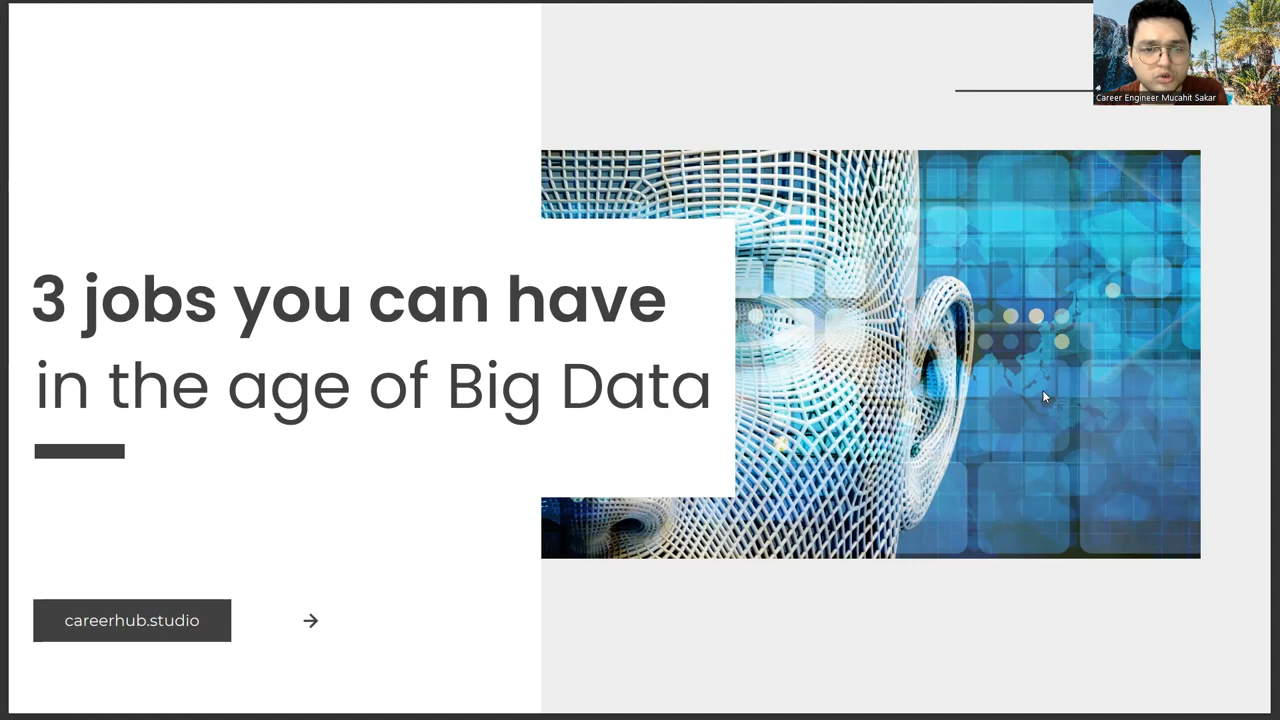 Career Engineer Mucahit Sakar
3 jobs you can have
in the age of Big Data
careerhub.studio